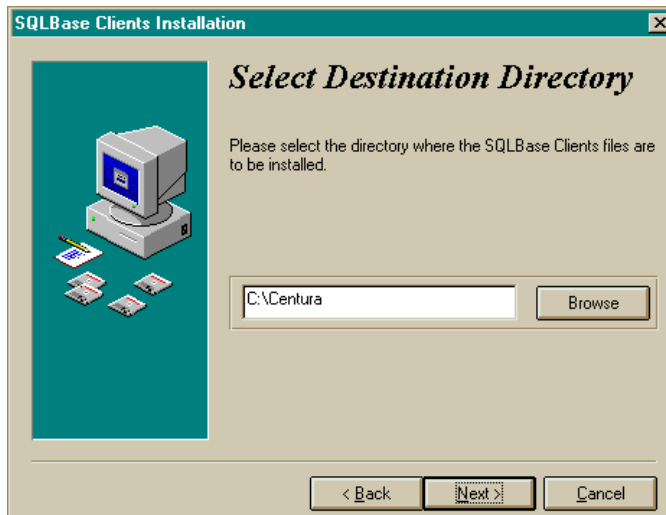 SQLBase Clients Installation
Select Destination Directory
Please select the directory where the SQLBase Clients files are
to be installed.
C:\Centura
Browse
< Back
Next >
Cancel